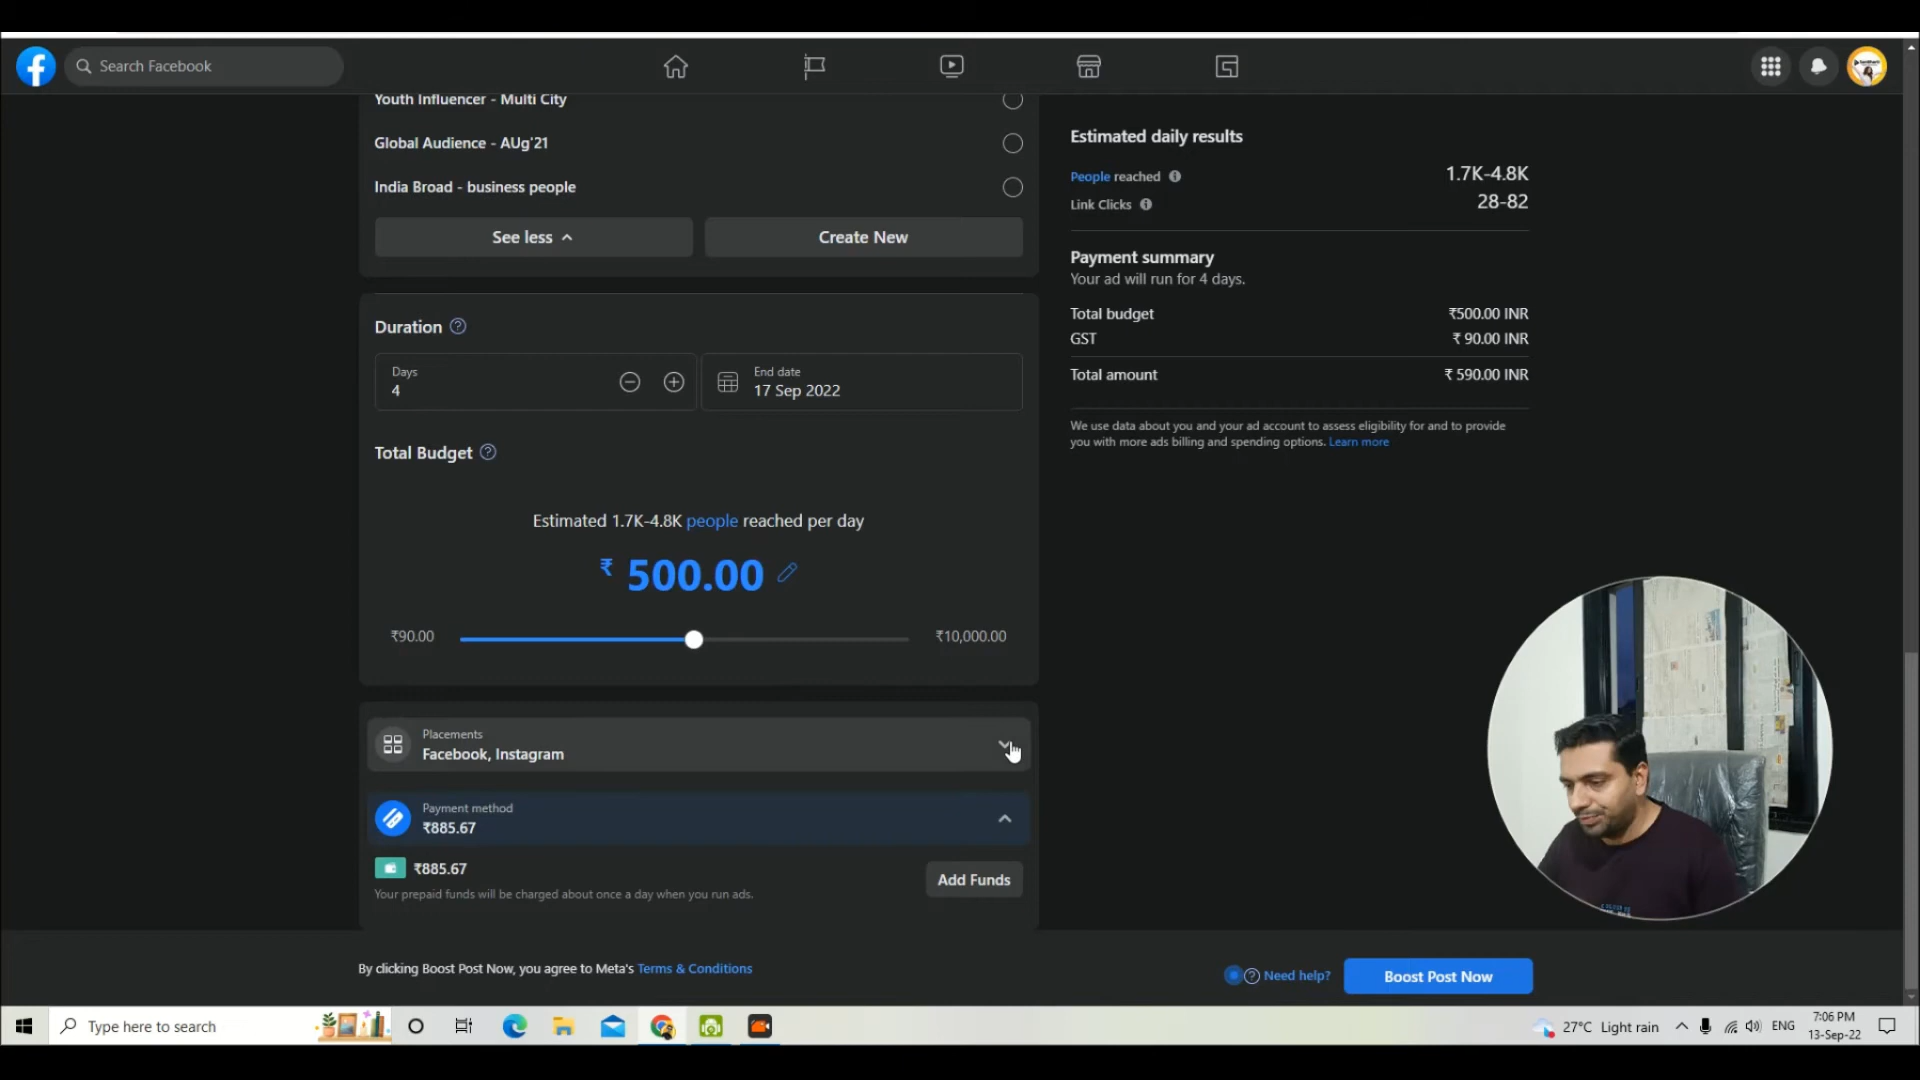 Search Facebook
Youth Influencer - Multi City
Global Audience - AUg'21
India Broad - business people
See less
Create New
Duration
Days
4
End date
17 Sep 2022
Total Budget
Estimated 1.7K-4.8K people reached per day
₹ 500.00
₹90.00
₹10,000.00
Placements
Facebook, Instagram
Payment method
₹885.67
₹885.67
Your prepaid funds will be charged about once a day when you run ads.
Add Funds
Estimated daily results
People reached
1.7K-4.8K
Link Clicks
28-82
Payment summary
Your ad will run for 4 days.
Total budget
₹500.00 INR
GST
₹ 90.00 INR
Total amount
₹ 590.00 INR
We use data about you and your ad account to assess eligibility for and to provide
you with more ads billing and spending options. Learn more
By clicking Boost Post Now, you agree to Meta's Terms & Conditions
Need help?
Boost Post Now
Type here to search
27°C Light rain
ENG
7:06 PM
13-Sep-22